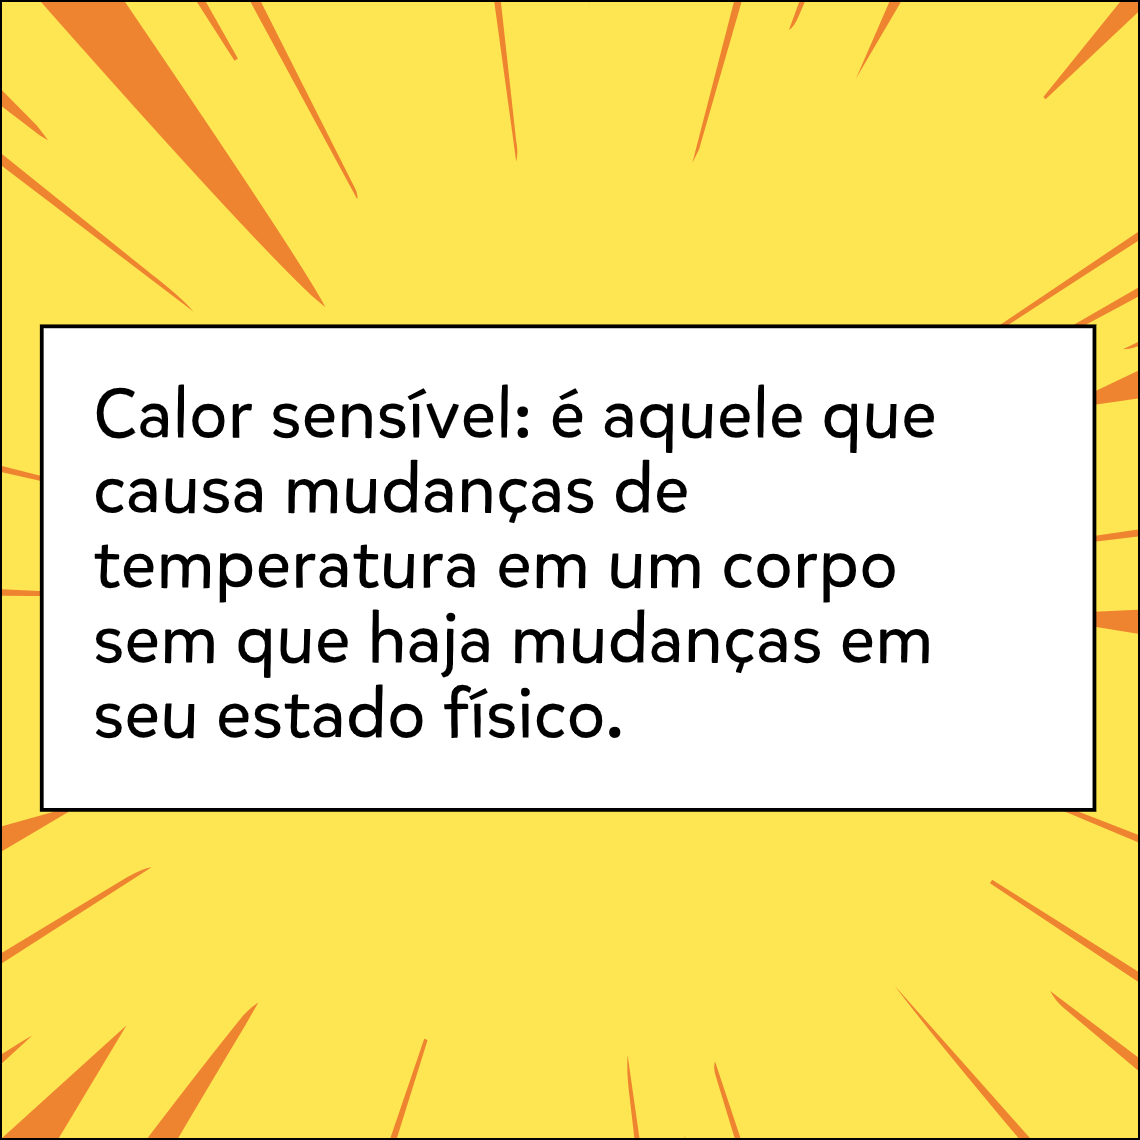 Calor sensível: é aquele que
causa mudanças de
temperatura em um corpo
sem que haja mudanças em
seu estado físico.